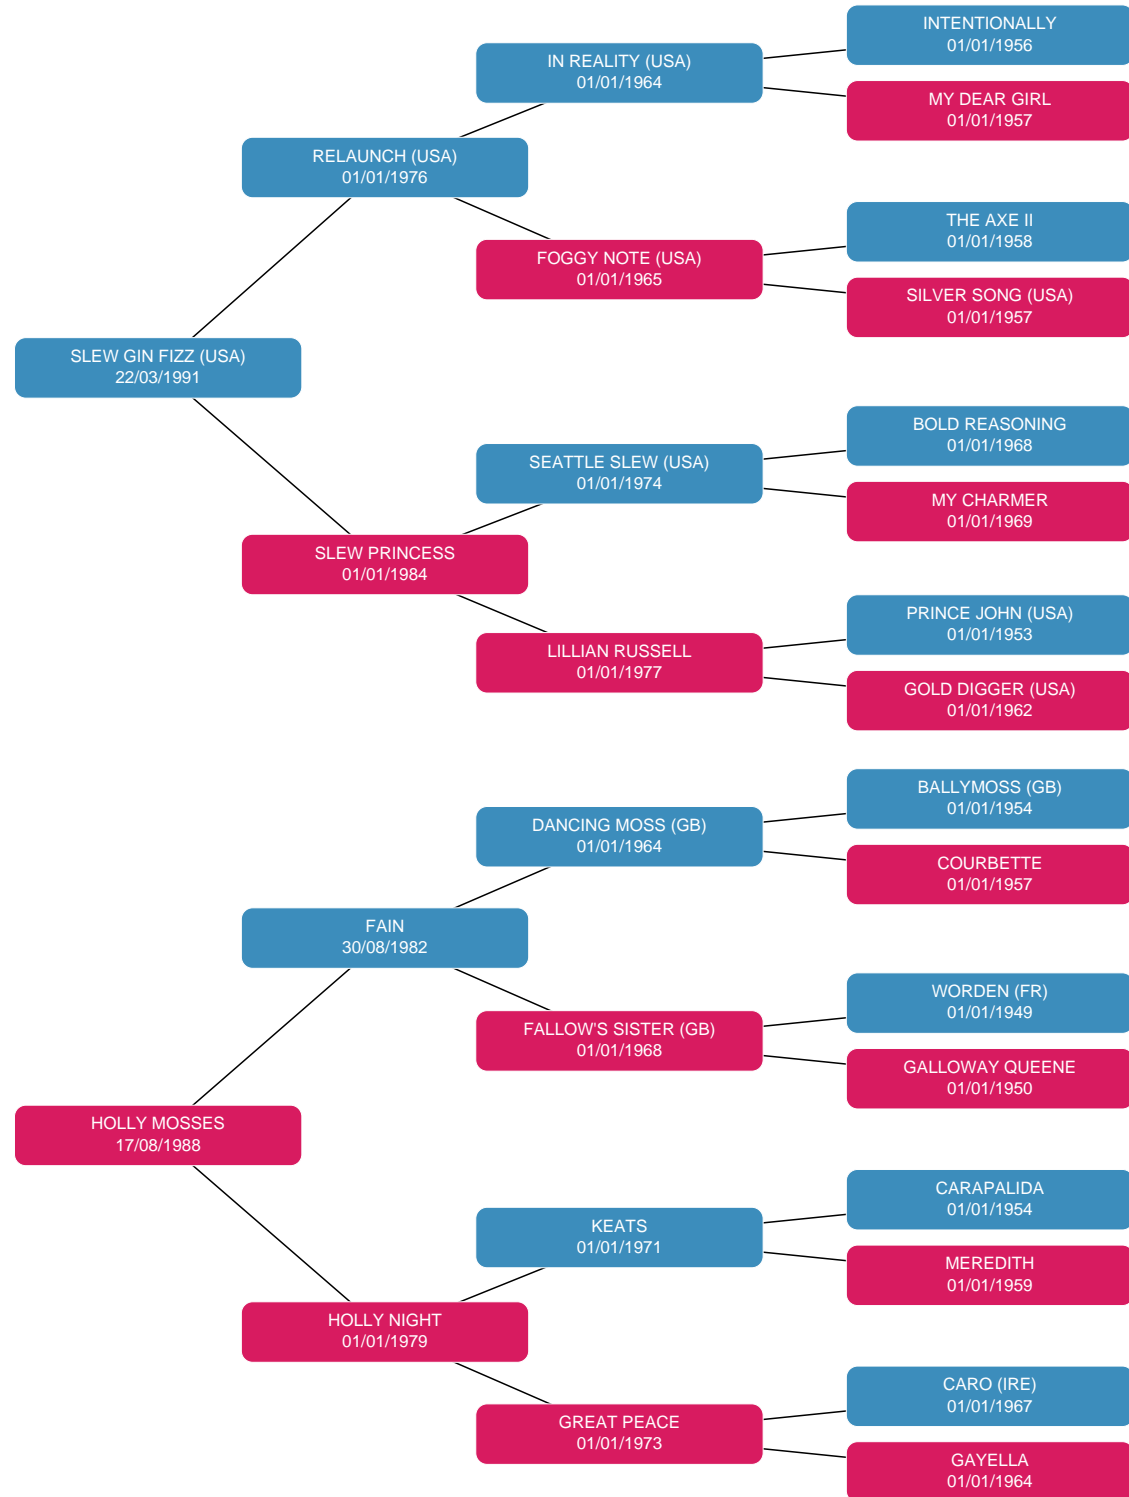 INTENTIONALLY
01/01/1956
IN REALITY (USA)
01/01/1964
MY DEAR GIRL
01/01/1957
RELAUNCH (USA)
01/01/1976
THE AXE II
01/01/1958
FOGGY NOTE (USA)
01/01/1965
SILVER SONG (USA)
01/01/1957
SLEW GIN FIZZ (USA)
22/03/1991
BOLD REASONING
01/01/1968
SEATTLE SLEW (USA)
01/01/1974
MY CHARMER
01/01/1969
SLEW PRINCESS
01/01/1984
PRINCE JOHN (USA)
01/01/1953
LILLIAN RUSSELL
01/01/1977
GOLD DIGGER (USA)
01/01/1962
BALLYMOSS (GB)
01/01/1954
DANCING MOSS (GB)
01/01/1964
COURBETTE
01/01/1957
FAIN
30/08/1982
WORDEN (FR)
01/01/1949
FALLOW'S SISTER (GB)
01/01/1968
GALLOWAY QUEENE
01/01/1950
HOLLY MOSSES
17/08/1988
CARAPALIDA
01/01/1954
KEATS
01/01/1971
MEREDITH
01/01/1959
HOLLY NIGHT
01/01/1979
CARO (IRE)
01/01/1967
GREAT PEACE
01/01/1973
GAYELLA
01/01/1964